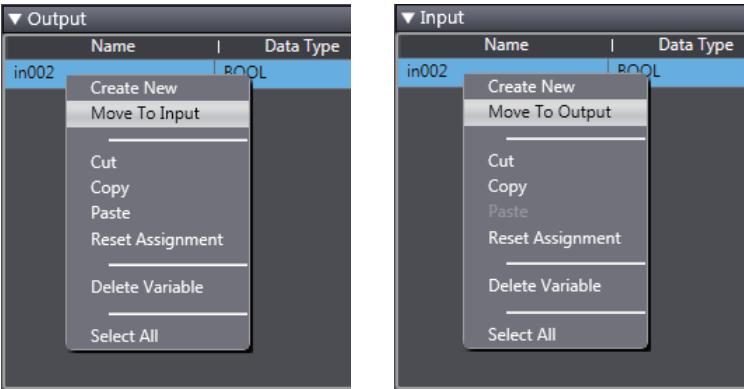 ▼ Output
Name | Data Type
in002 BOOL
Create New
Move To Input
Cut
Copy
Paste
Reset Assignment
Delete Variable
Select All
▼ Input
Name | Data Type
in002 BOOL
Create New
Move To Output
Cut
Copy
Paste
Reset Assignment
Delete Variable
Select All